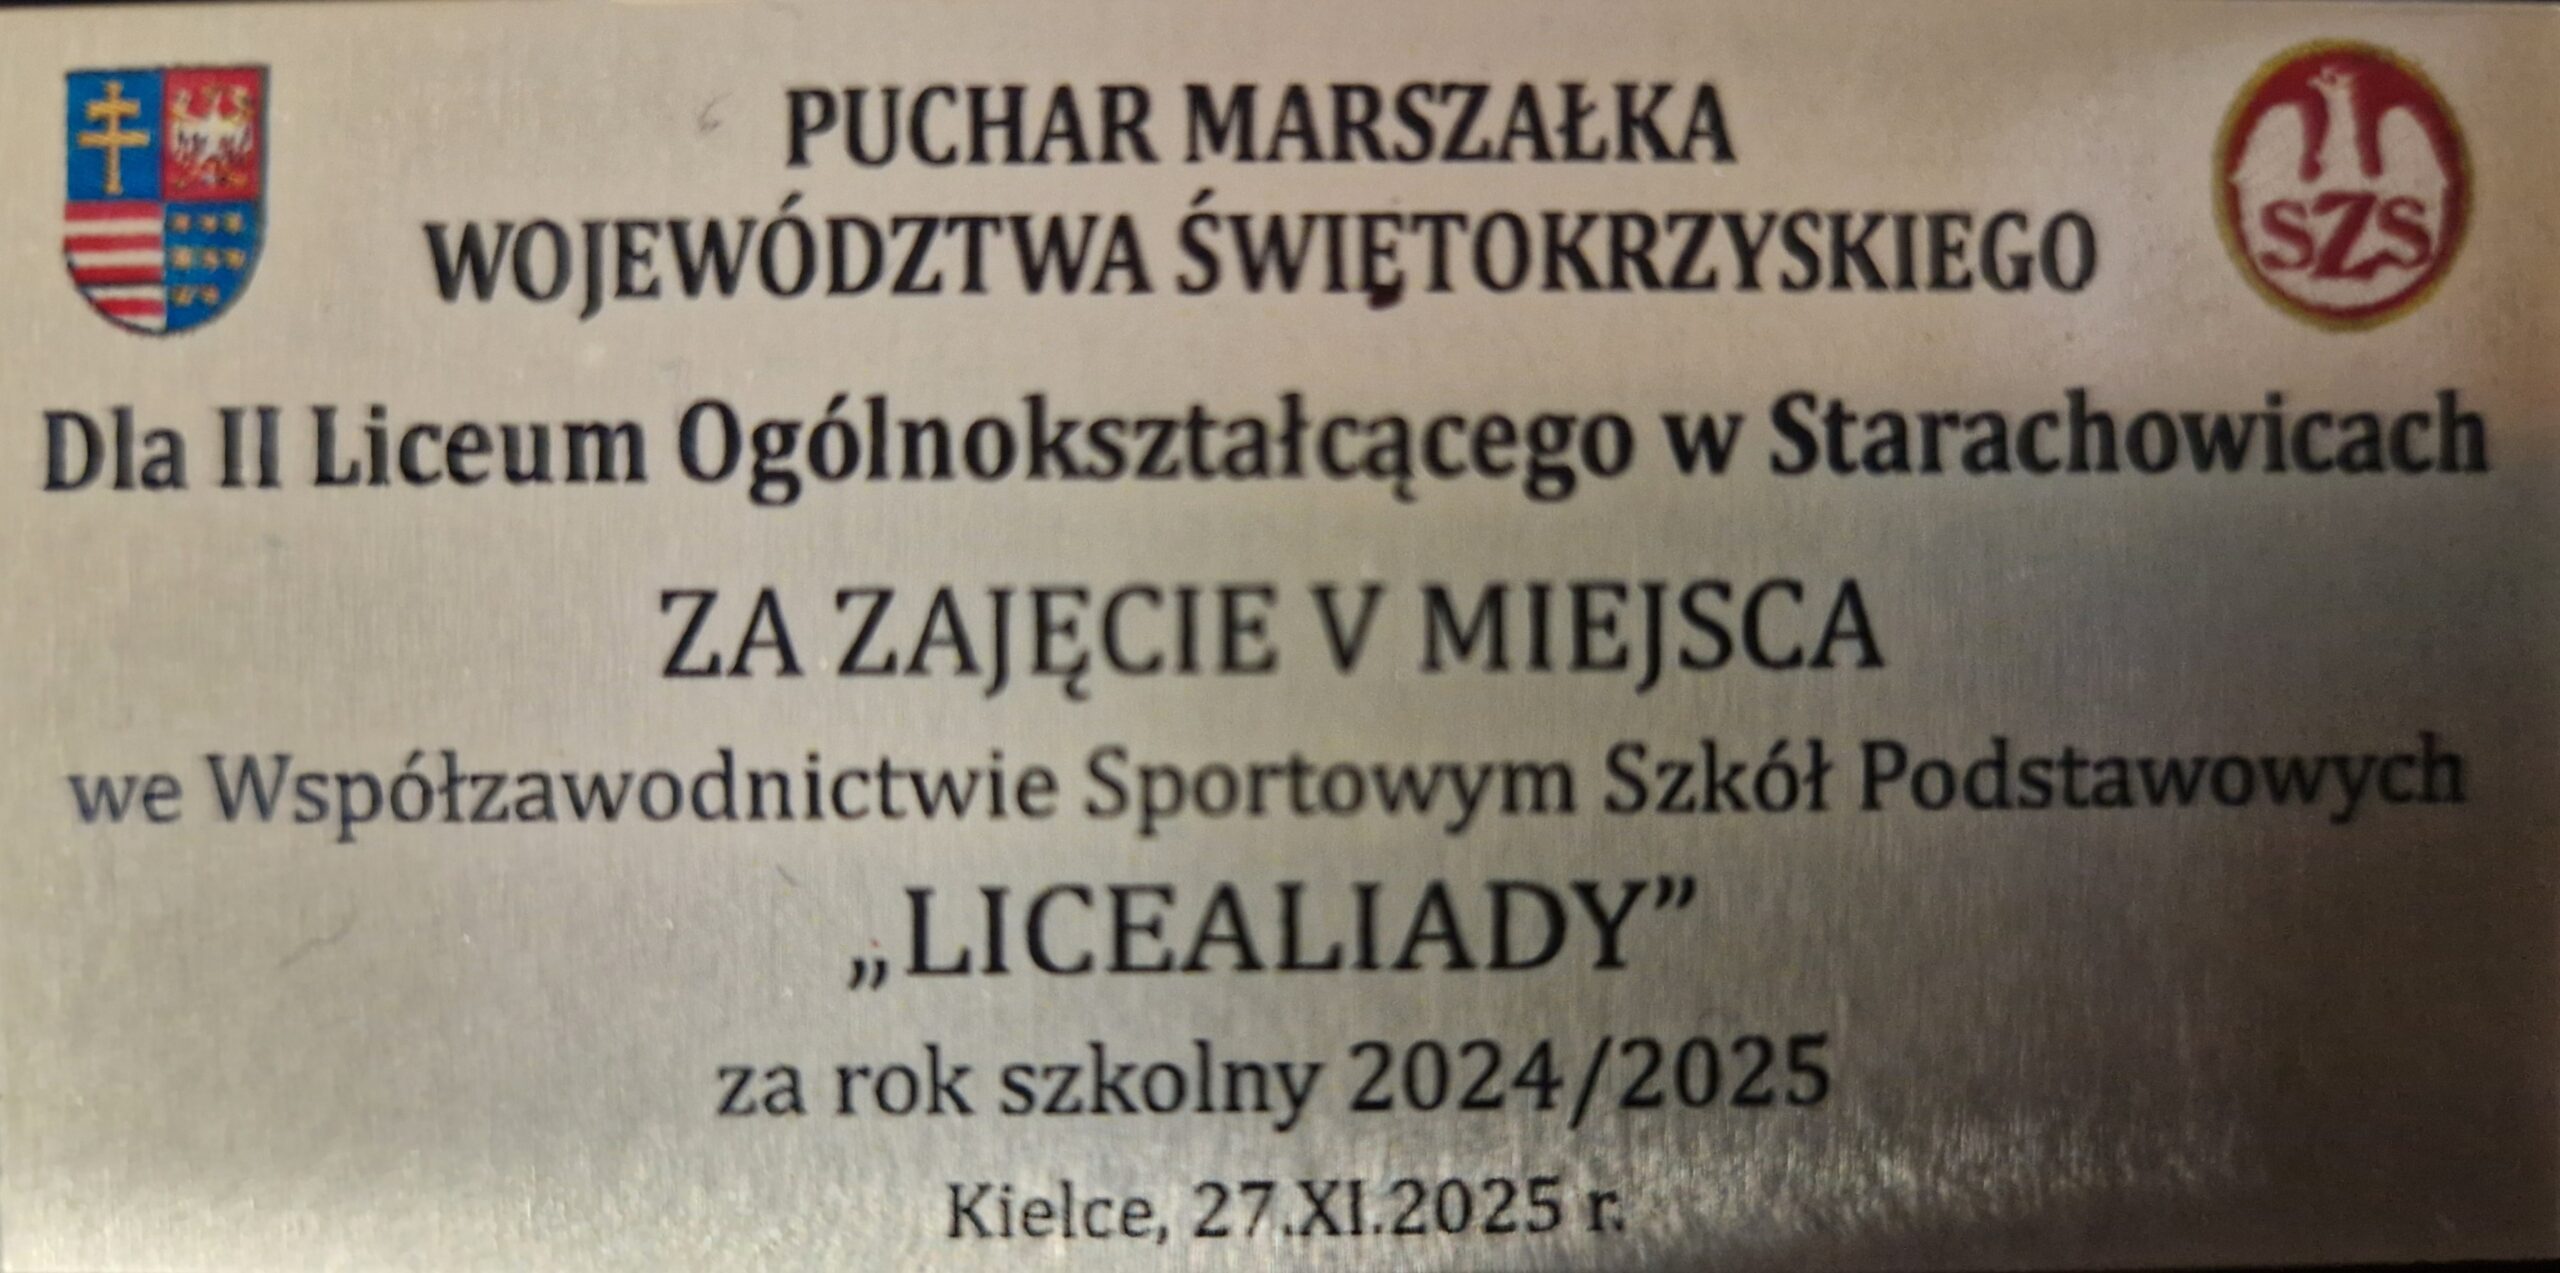 PUCHAR MARSZAŁKA
WOJEWÓDZTWA ŚWIĘTOKRZYSKIEGO
SZS
Dla II Liceum Ogólnokształcącego w Starachowicach
ZA ZAJĘCIE V MIEJSCA
we Współzawodnictwie Sportowym Szkół Podstawowych
„LICEALIADY”
za rok szkolny 2024/2025
Kielce, 27.XI.2025 r.